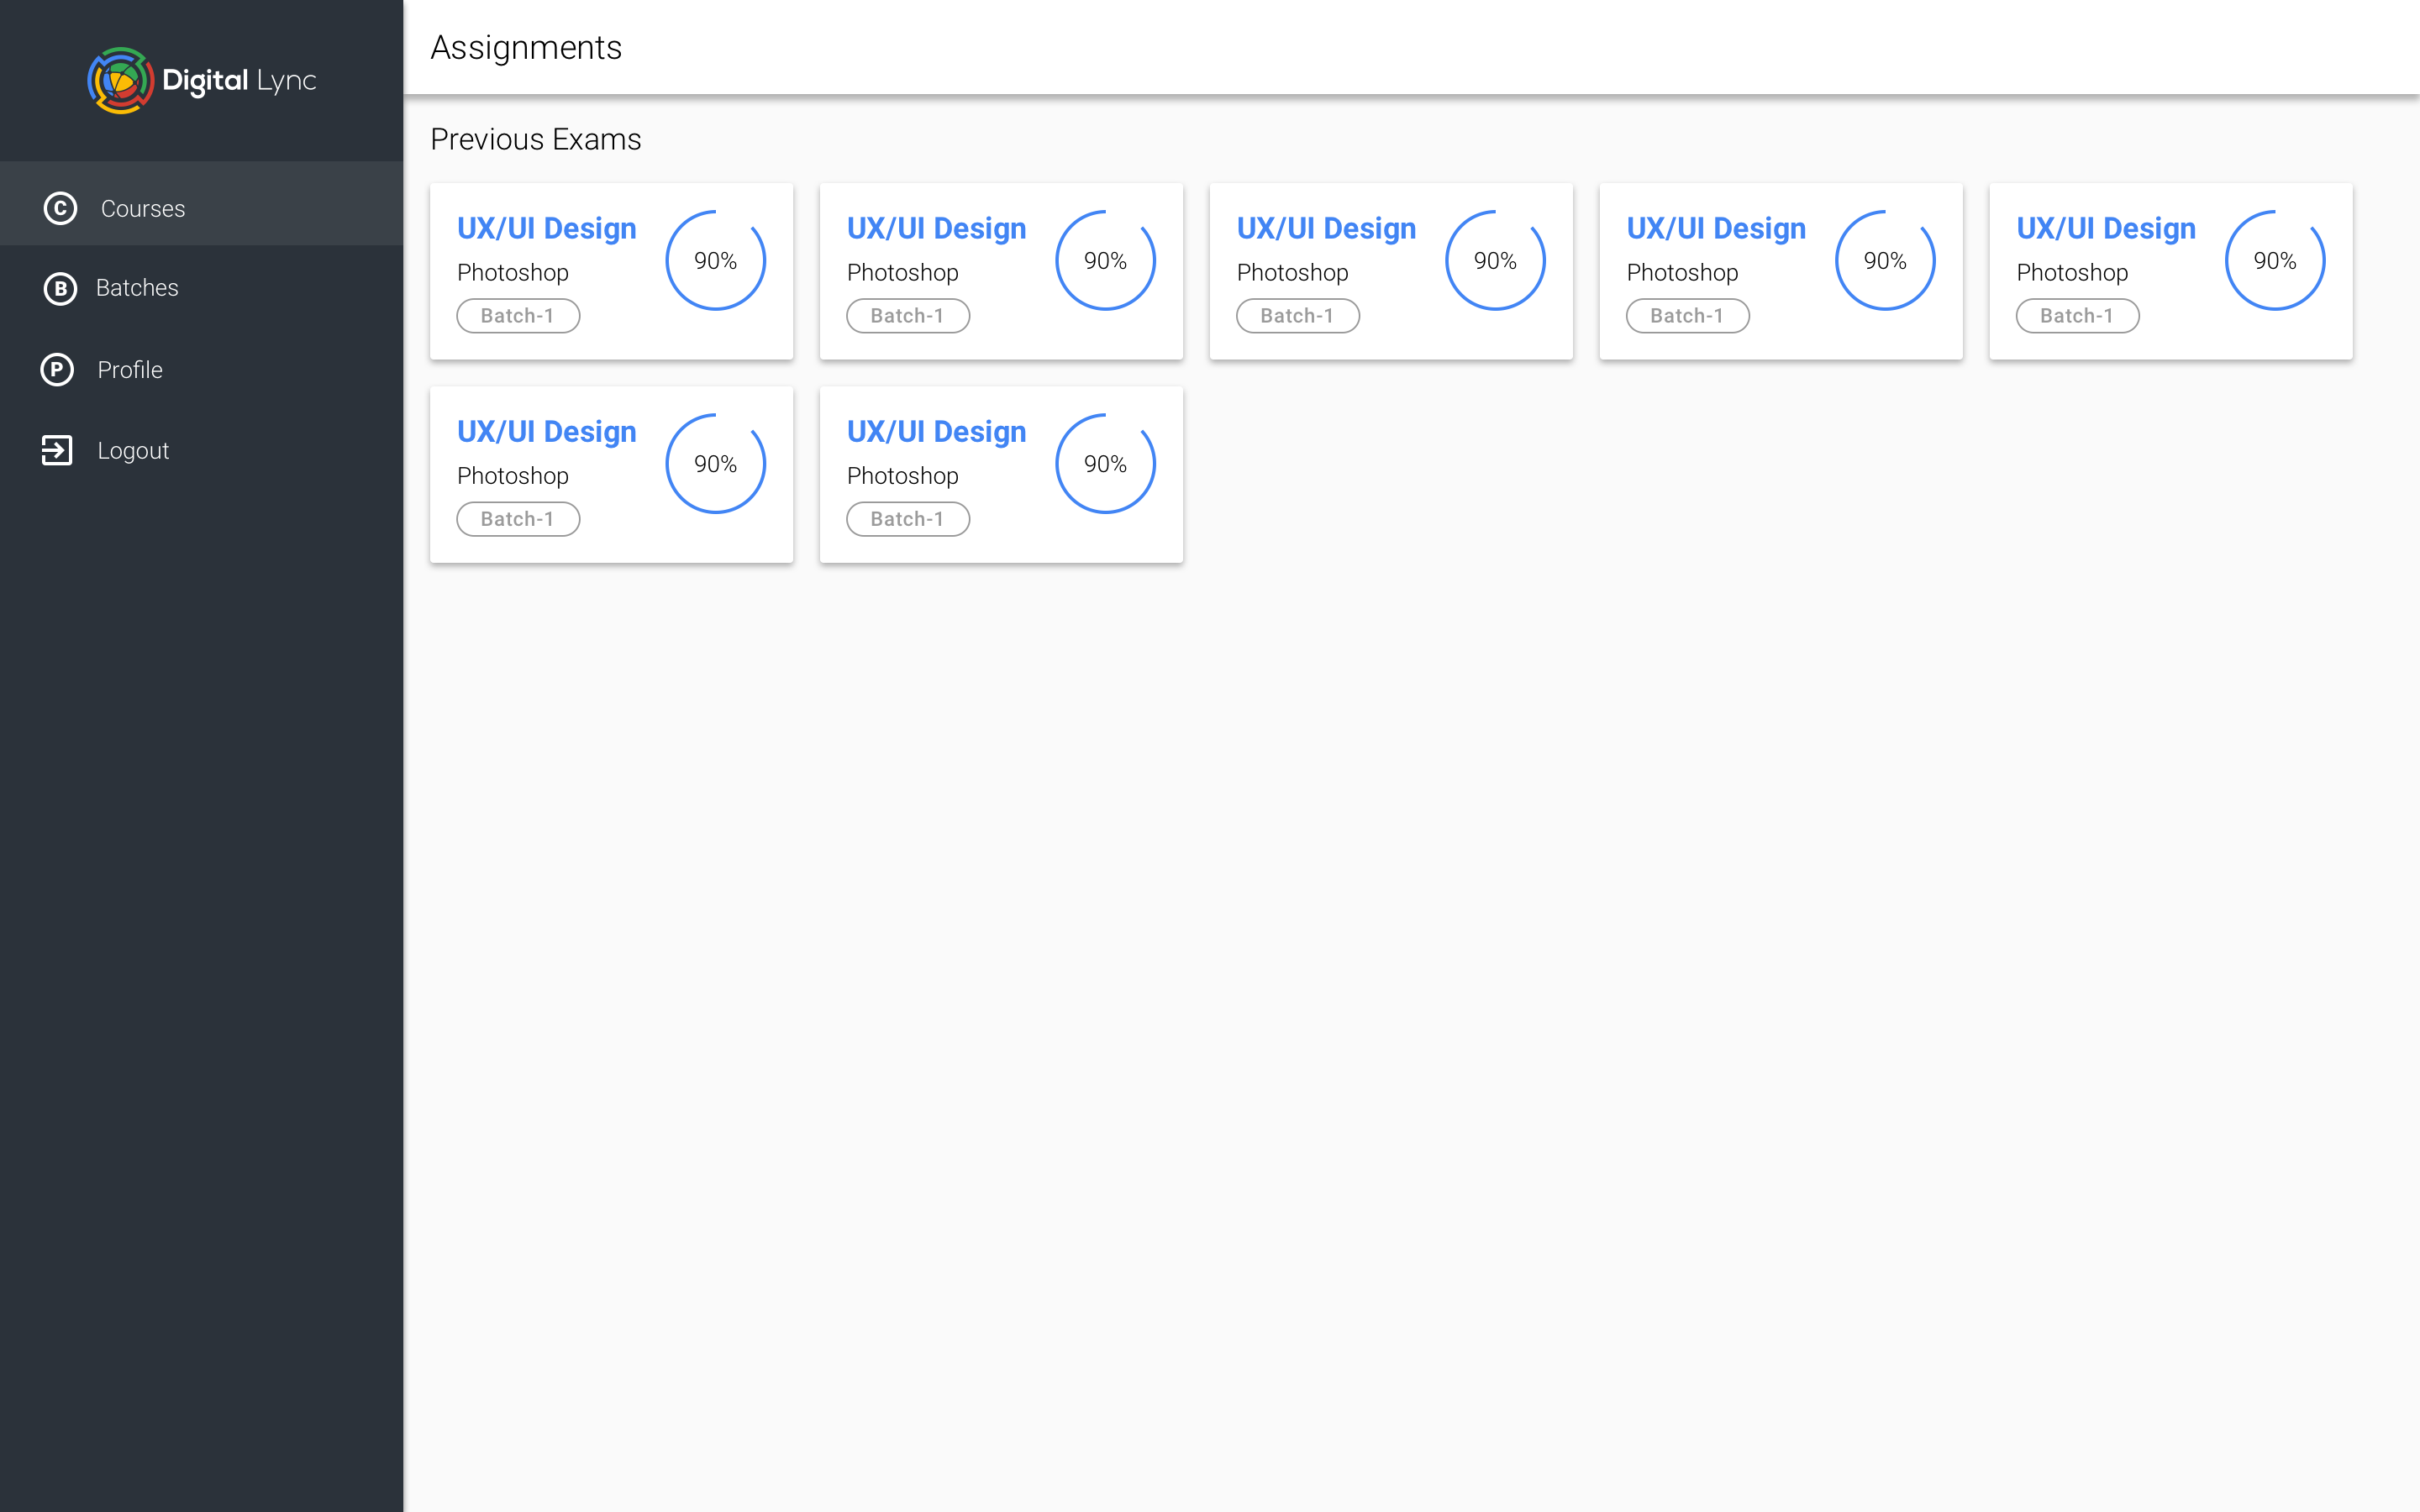 Digital Lync
C Courses
B Batches
P Profile
Logout
Assignments
Previous Exams
UX/UI Design
Photoshop
Batch-1
90%
UX/UI Design
Photoshop
Batch-1
90%
UX/UI Design
Photoshop
Batch-1
90%
UX/UI Design
Photoshop
Batch-1
90%
UX/UI Design
Photoshop
Batch-1
90%
UX/UI Design
Photoshop
Batch-1
90%
UX/UI Design
Photoshop
Batch-1
90%